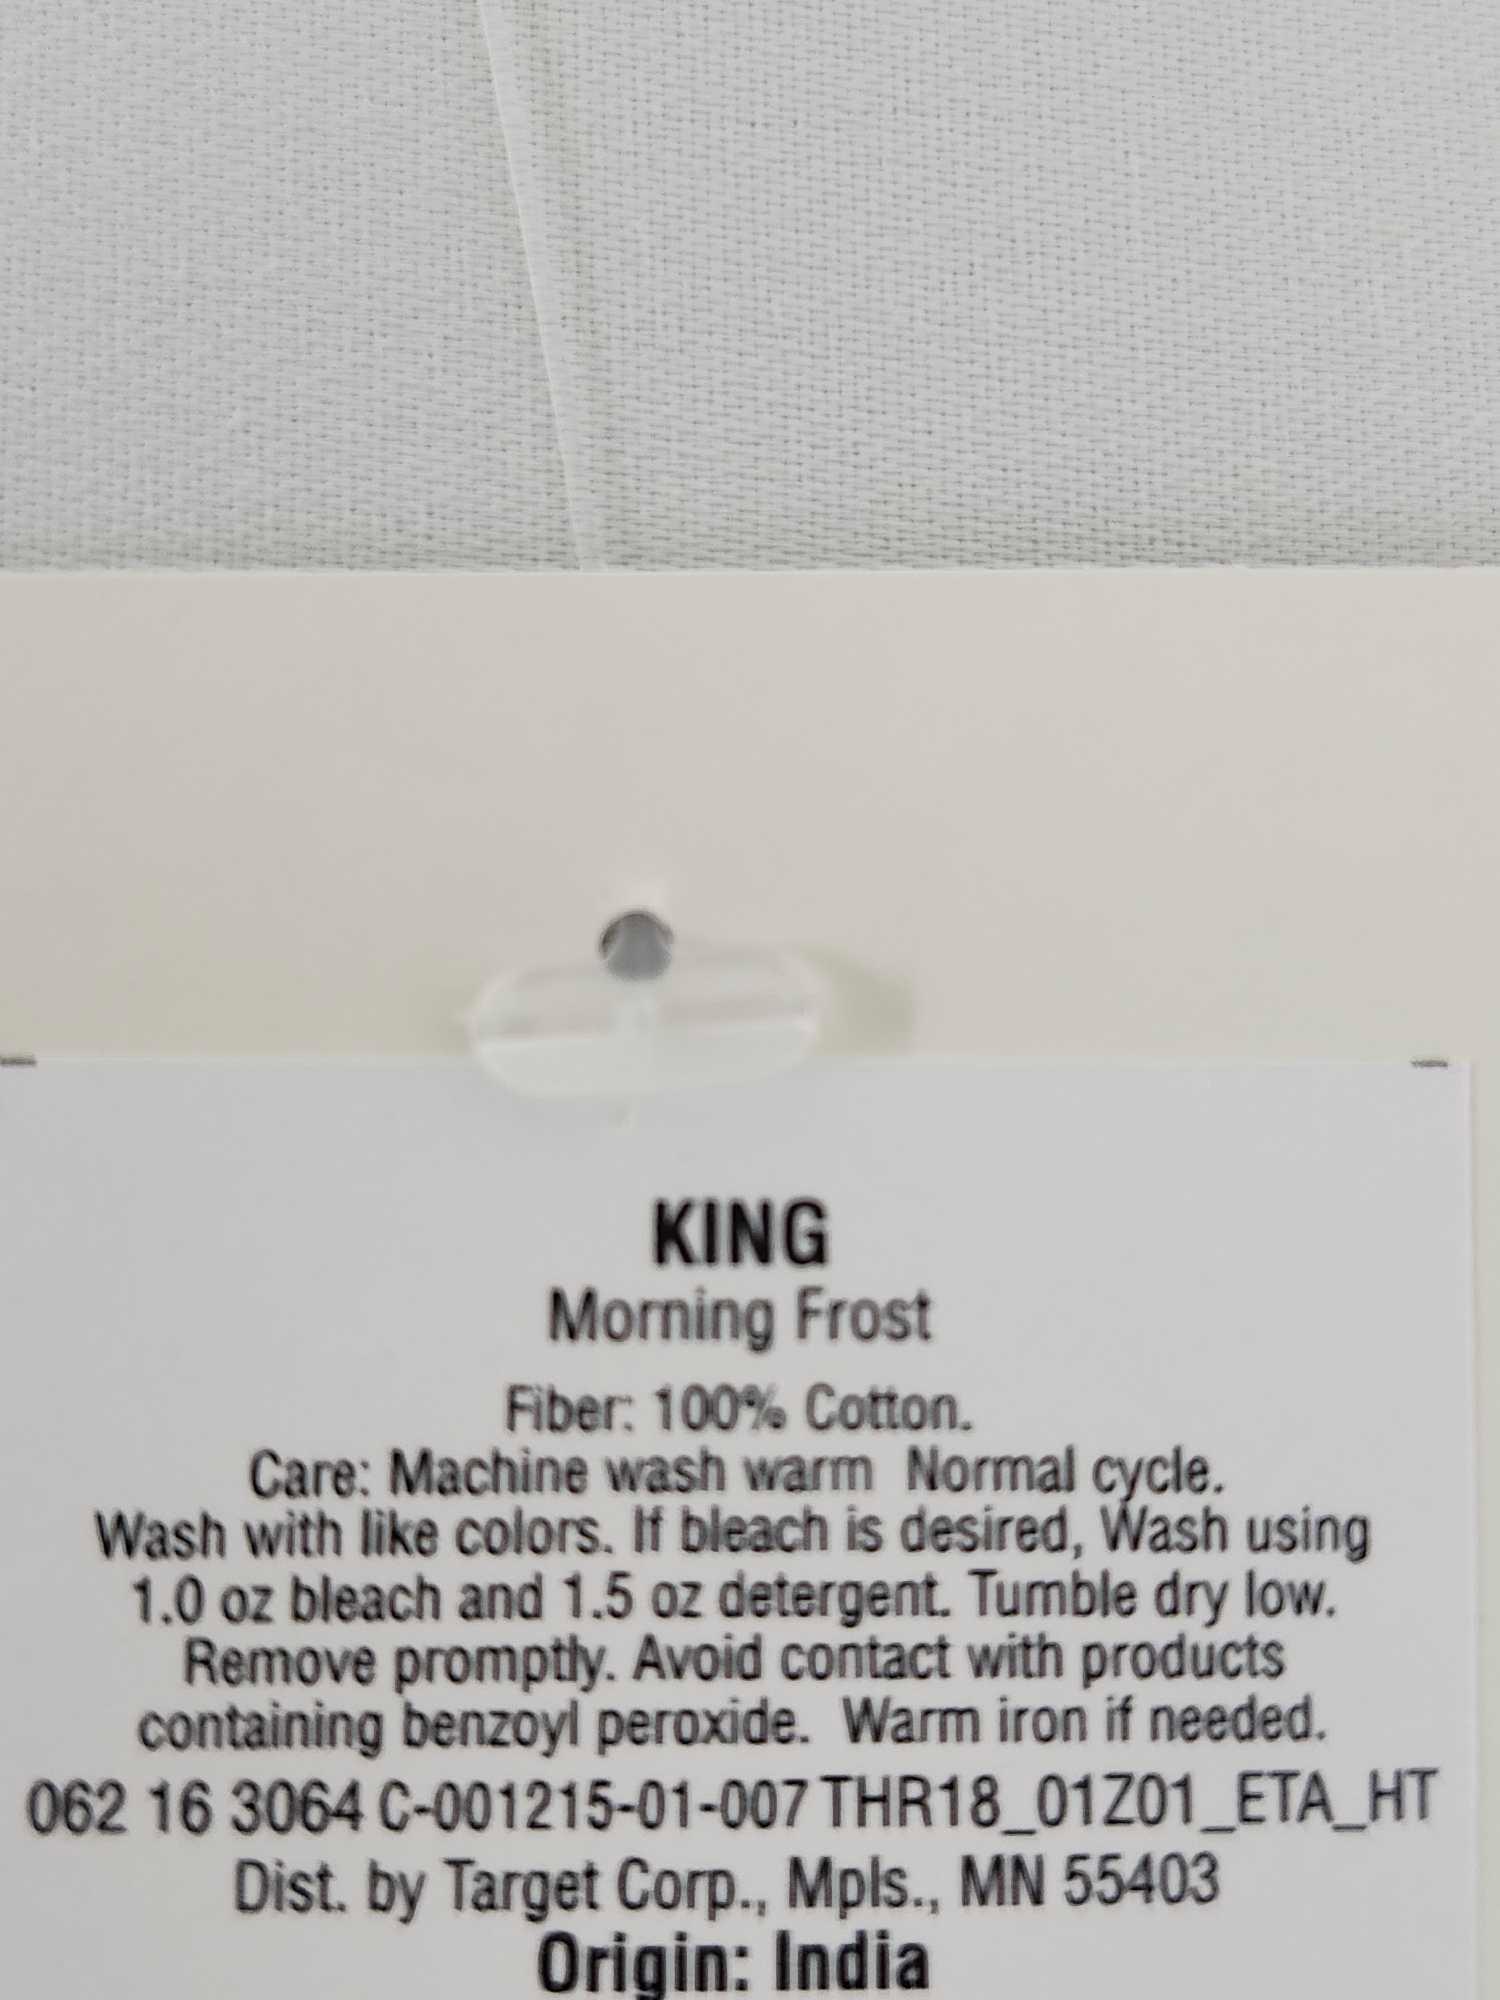 KING
Morning Frost
Fiber: 100% Cotton.
Care: Machine wash warm  Normal cycle.
Wash with like colors. If bleach is desired, Wash using
1.0 oz bleach and 1.5 oz detergent. Tumble dry low.
Remove promptly. Avoid contact with products
containing benzoyl peroxide.  Warm iron if needed.
062 16 3064 C-001215-01-007 THR18_01Z01_ETA_HT
Dist. by Target Corp., Mpls., MN 55403
Origin: India